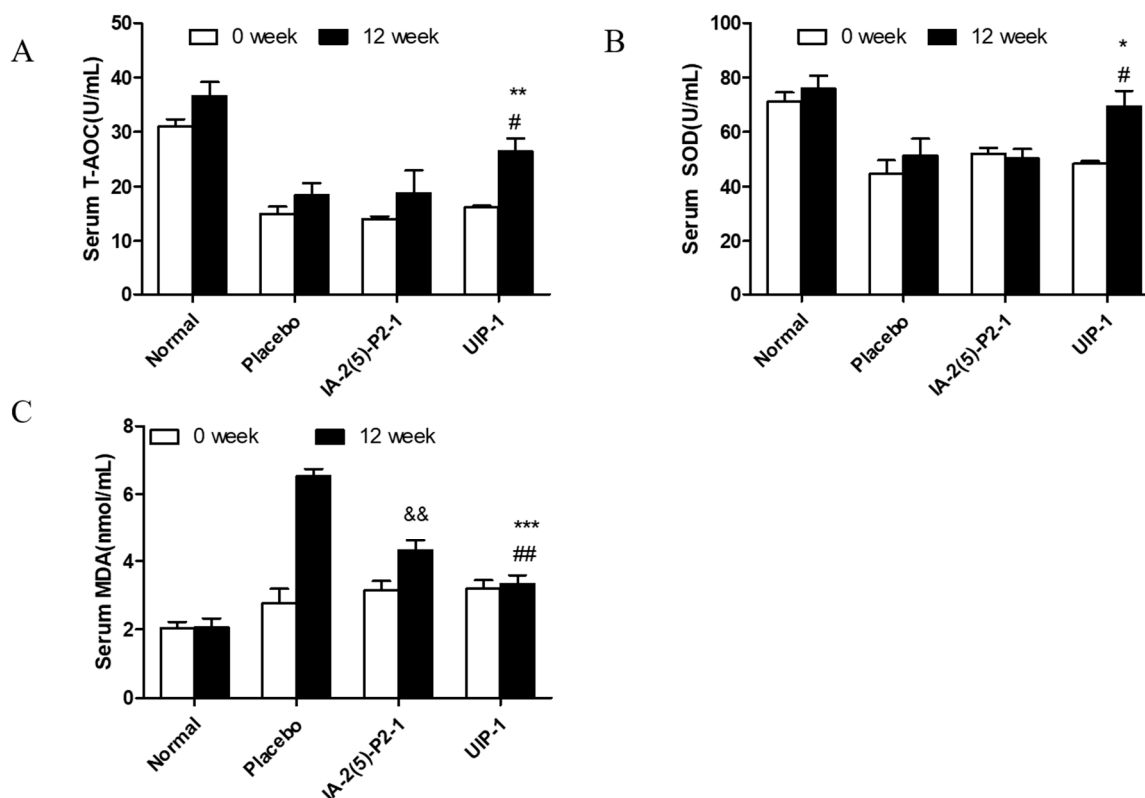 A
Serum T-AOC(U/mL)
50
40
30
20
10
0
0 week
12 week
**
#
Normal
Placebo
IA-2(5)-P2-1
UIP-1
B
Serum SOD(U/mL)
100
80
60
40
20
0
0 week
12 week
*
#
Normal
Placebo
IA-2(5)-P2-1
UIP-1
C
Serum MDA(nmol/mL)
8
6
4
2
0
0 week
12 week
&&
***
##
Normal
Placebo
IA-2(5)-P2-1
UIP-1